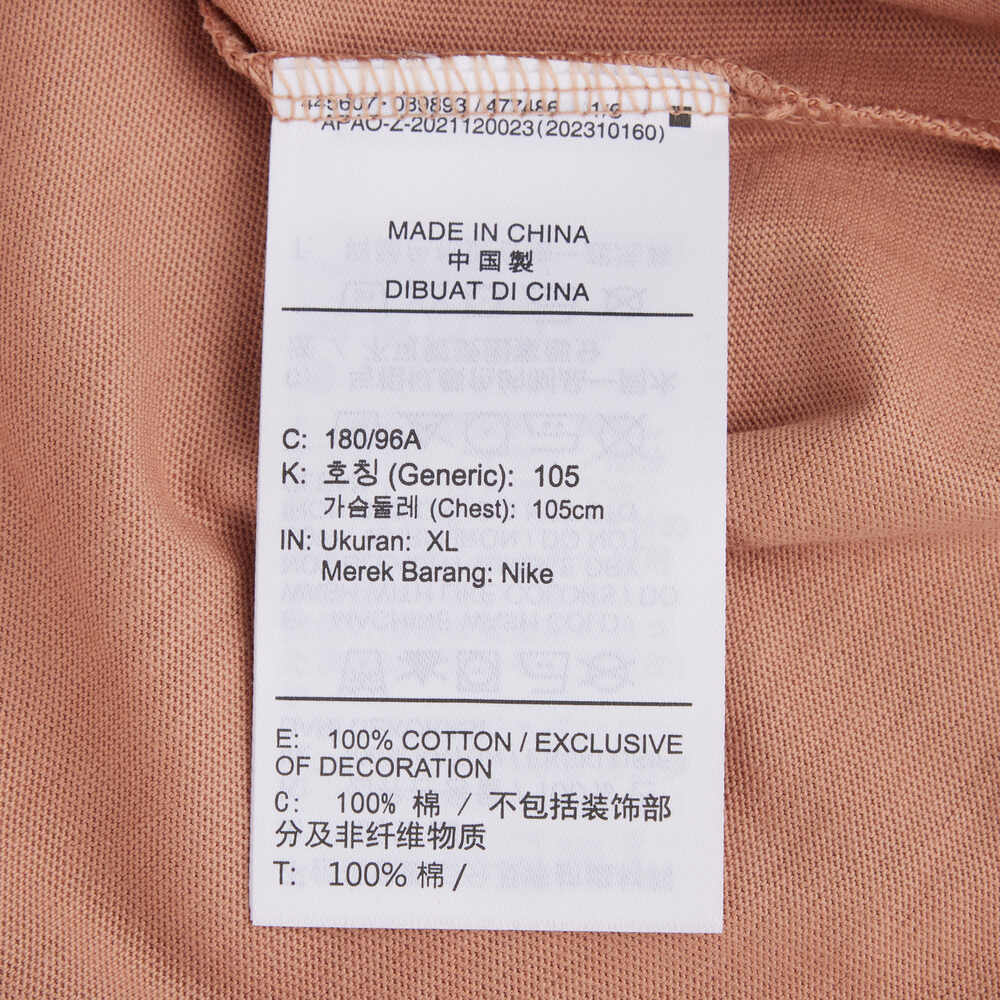 APAO-Z-2021120023(202310160)
MADE IN CHINA
中国製
DIBUAT DI CINA
C: 180/96A
K: 호칭 (Generic): 105
가슴둘레 (Chest): 105cm
IN: Ukuran: XL
Merek Barang: Nike
E: 100% COTTON / EXCLUSIVE
OF DECORATION
C: 100% 棉 / 不包括装饰部
分及非纤维物质
T: 100% 棉 /